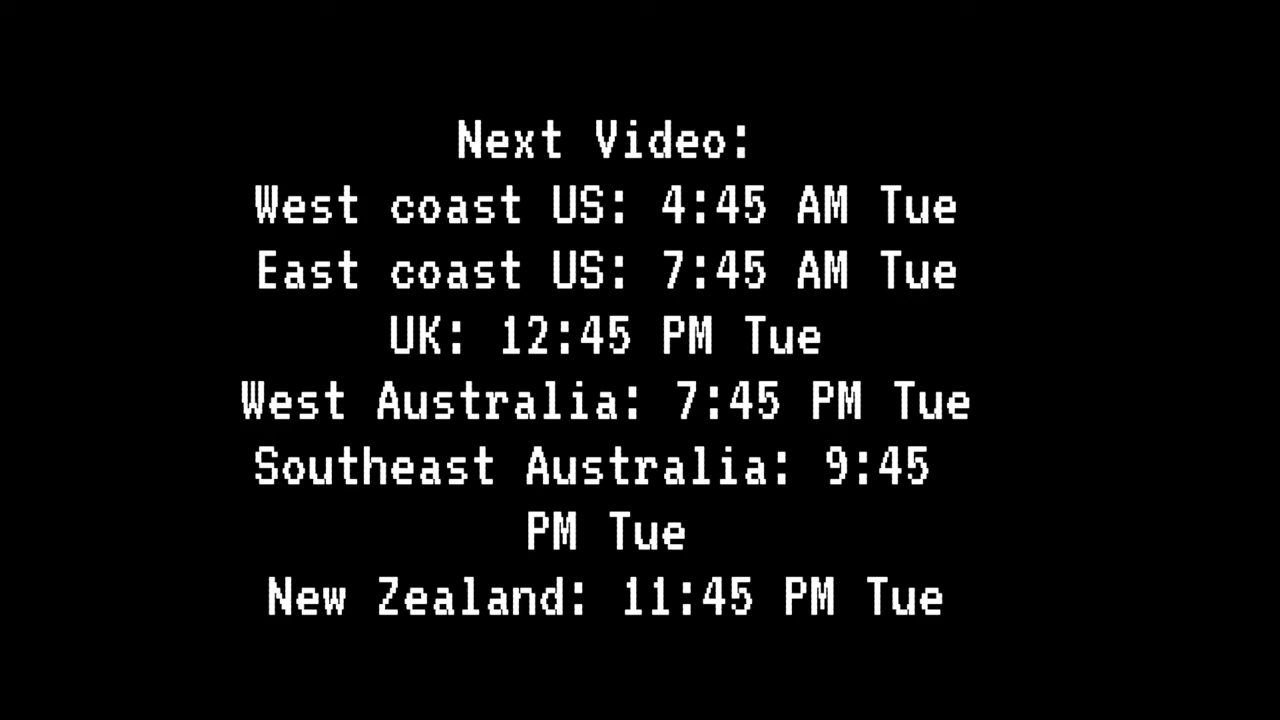 Next Video:
West coast US: 4:45 AM Tue
East coast US: 7:45 AM Tue
UK: 12:45 PM Tue
West Australia: 7:45 PM Tue
Southeast Australia: 9:45
PM Tue
New Zealand: 11:45 PM Tue